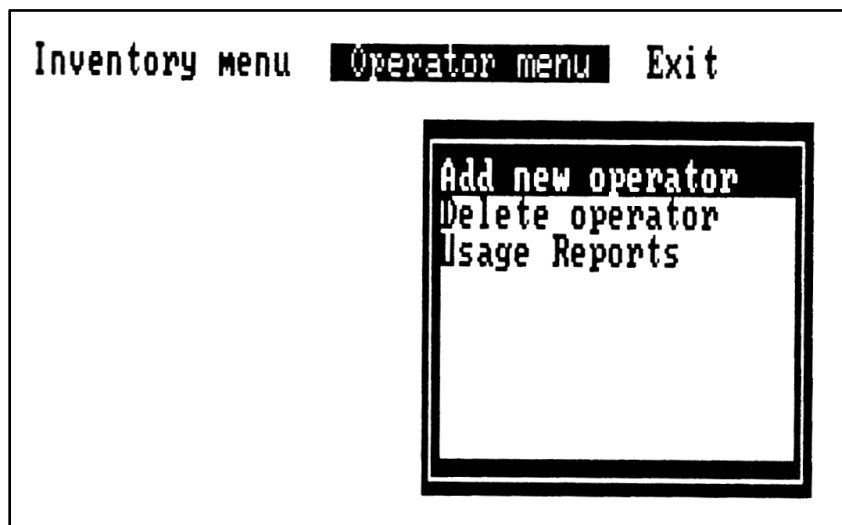 Inventory menu Operator menu Exit
Add new operator
Delete operator
Usage Reports